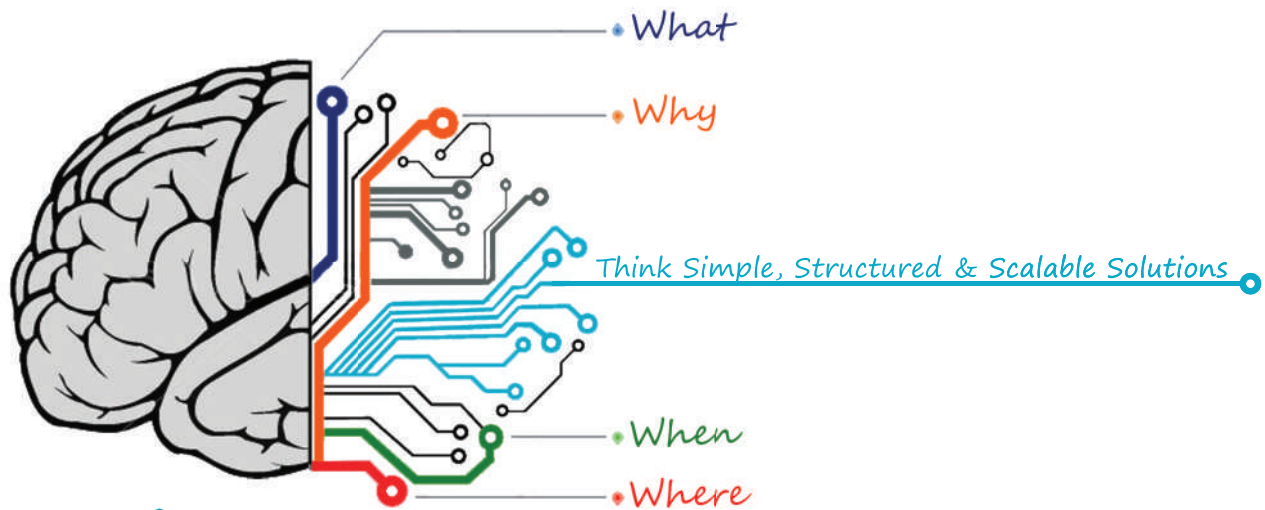 What
Why
Think Simple, Structured & Scalable Solutions
When
Where